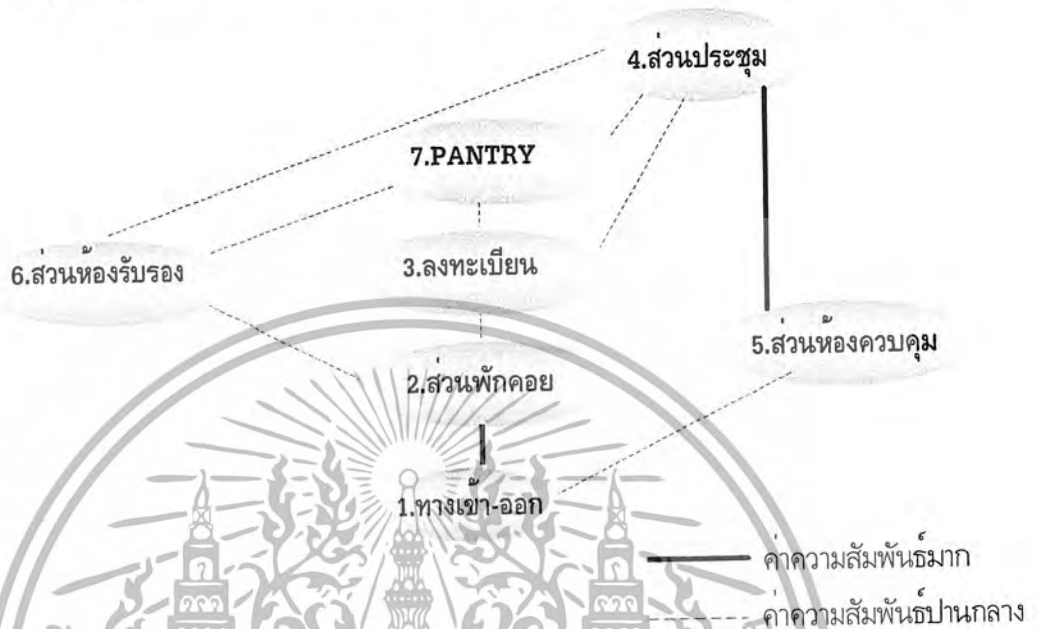 4.ส่วนประชุม
7.PANTRY
6.ส่วนห้องรับรอง
3.ลงทะเบียน
5.ส่วนห้องควบคุม
2.ส่วนพักคอย
1.ทางเข้า-ออก
ค่าความสัมพันธ์มาก
ค่าความสัมพันธ์ปานกลาง